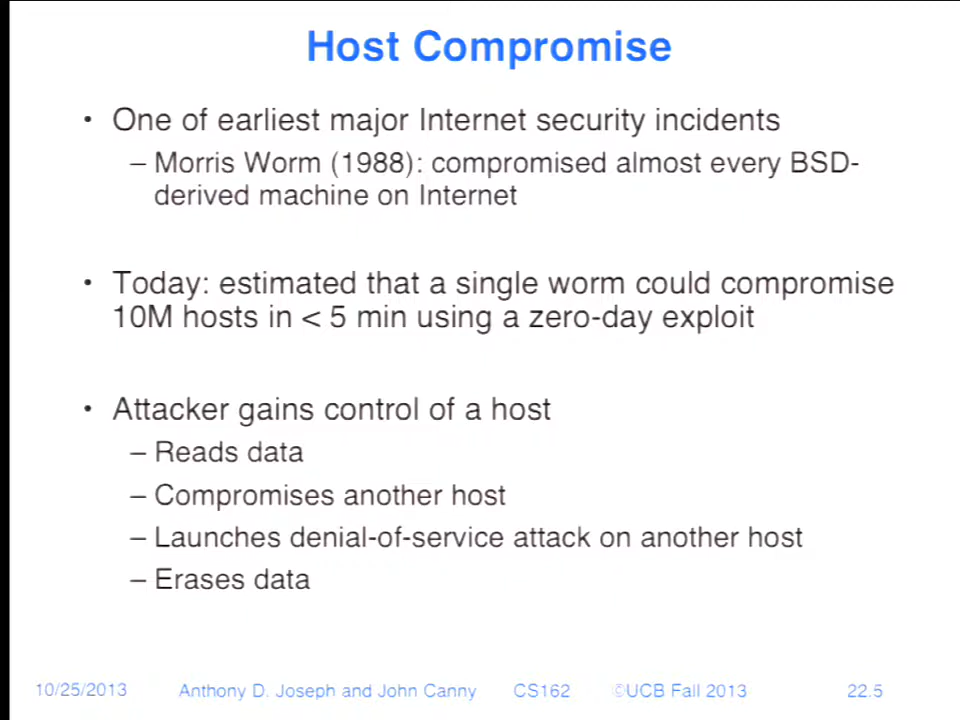 Host Compromise
• One of earliest major Internet security incidents
– Morris Worm (1988): compromised almost every BSD-
derived machine on Internet
• Today: estimated that a single worm could compromise
10M hosts in < 5 min using a zero-day exploit
• Attacker gains control of a host
– Reads data
– Compromises another host
– Launches denial-of-service attack on another host
– Erases data
10/25/2013 Anthony D. Joseph and John Canny CS162 ©UCB Fall 2013 22.5